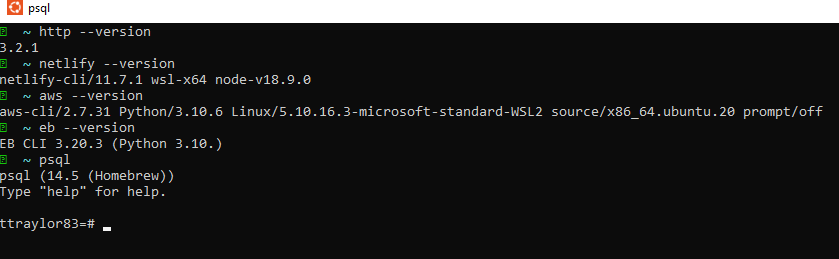 psql
~ http --version
3.2.1
~ netlify --version
netlify-cli/11.7.1 wsl-x64 node-v18.9.0
~ aws --version
aws-cli/2.7.31 Python/3.10.6 Linux/5.10.16.3-microsoft-standard-WSL2 source/x86_64.ubuntu.20 prompt/off
~ eb --version
EB CLI 3.20.3 (Python 3.10.)
~ psql
psql (14.5 (Homebrew))
Type "help" for help.
ttraylor83=#